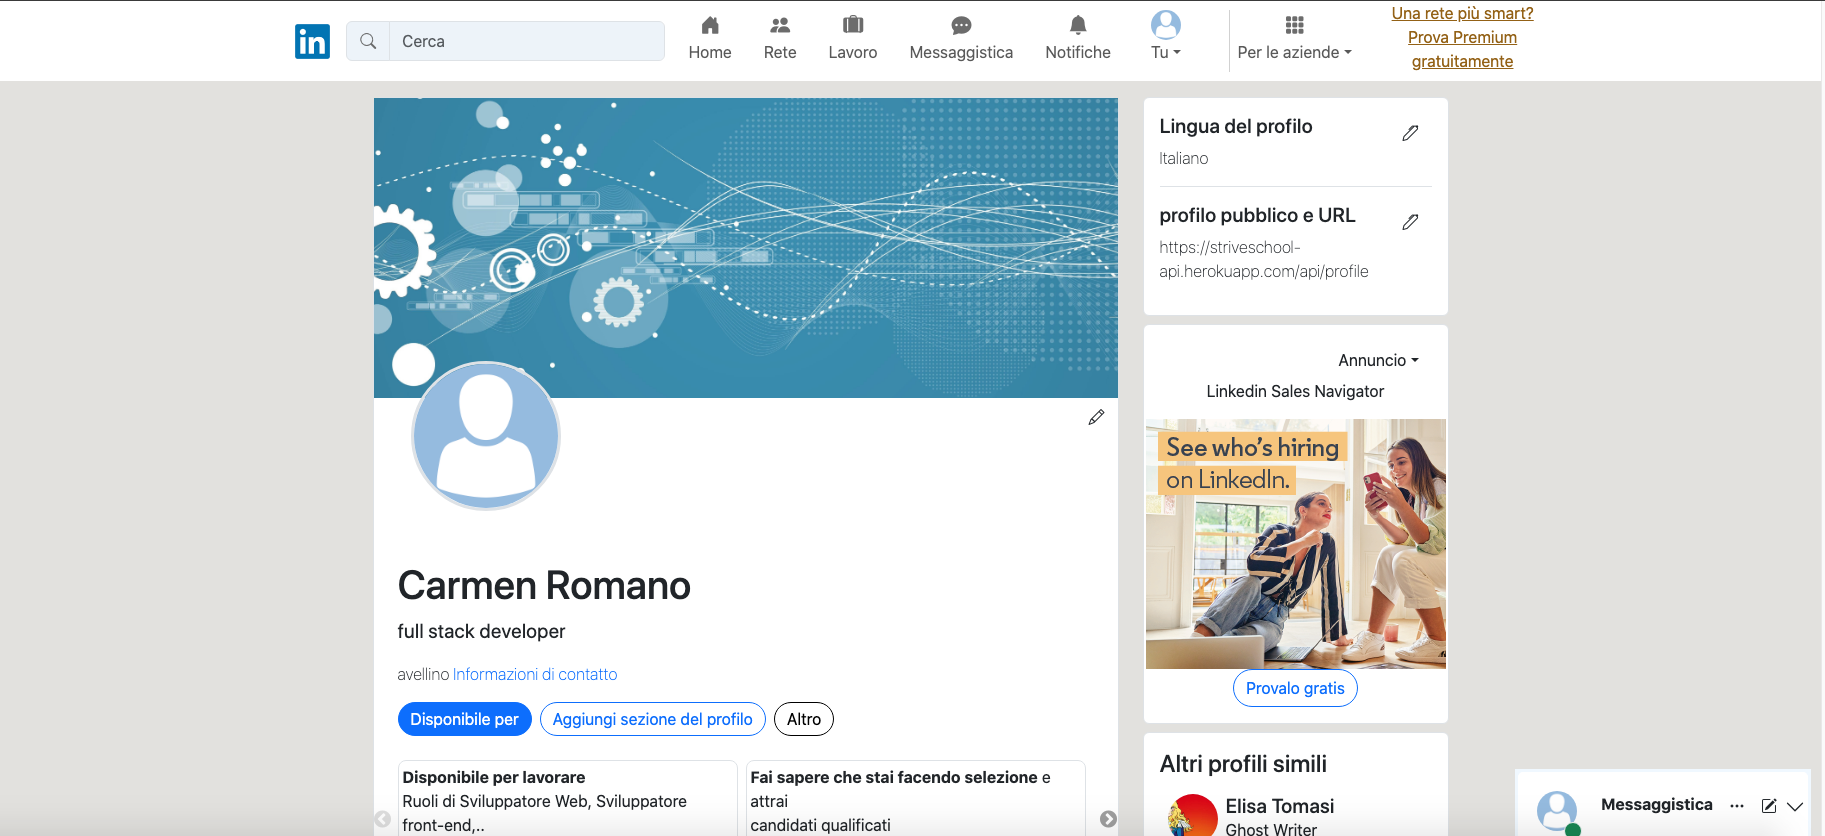 in
Cerca
Home
Rete
Lavoro
Messaggistica
Notifiche
Tu
Per le aziende
Una rete più smart?
Prova Premium
gratuitamente
Carmen Romano
full stack developer
avellino Informazioni di contatto
Disponibile per
Aggiungi sezione del profilo
Altro
Disponibile per lavorare
Ruoli di Sviluppatore Web, Sviluppatore
front-end,..
Fai sapere che stai facendo selezione e
attrai
candidati qualificati
Lingua del profilo
Italiano
profilo pubblico e URL
https://striveschool-
api.herokuapp.com/api/profile
Annuncio
Linkedin Sales Navigator
See who's hiring
on LinkedIn.
Provalo gratis
Altri profili simili
Elisa Tomasi
Ghost Writer
Messaggistica